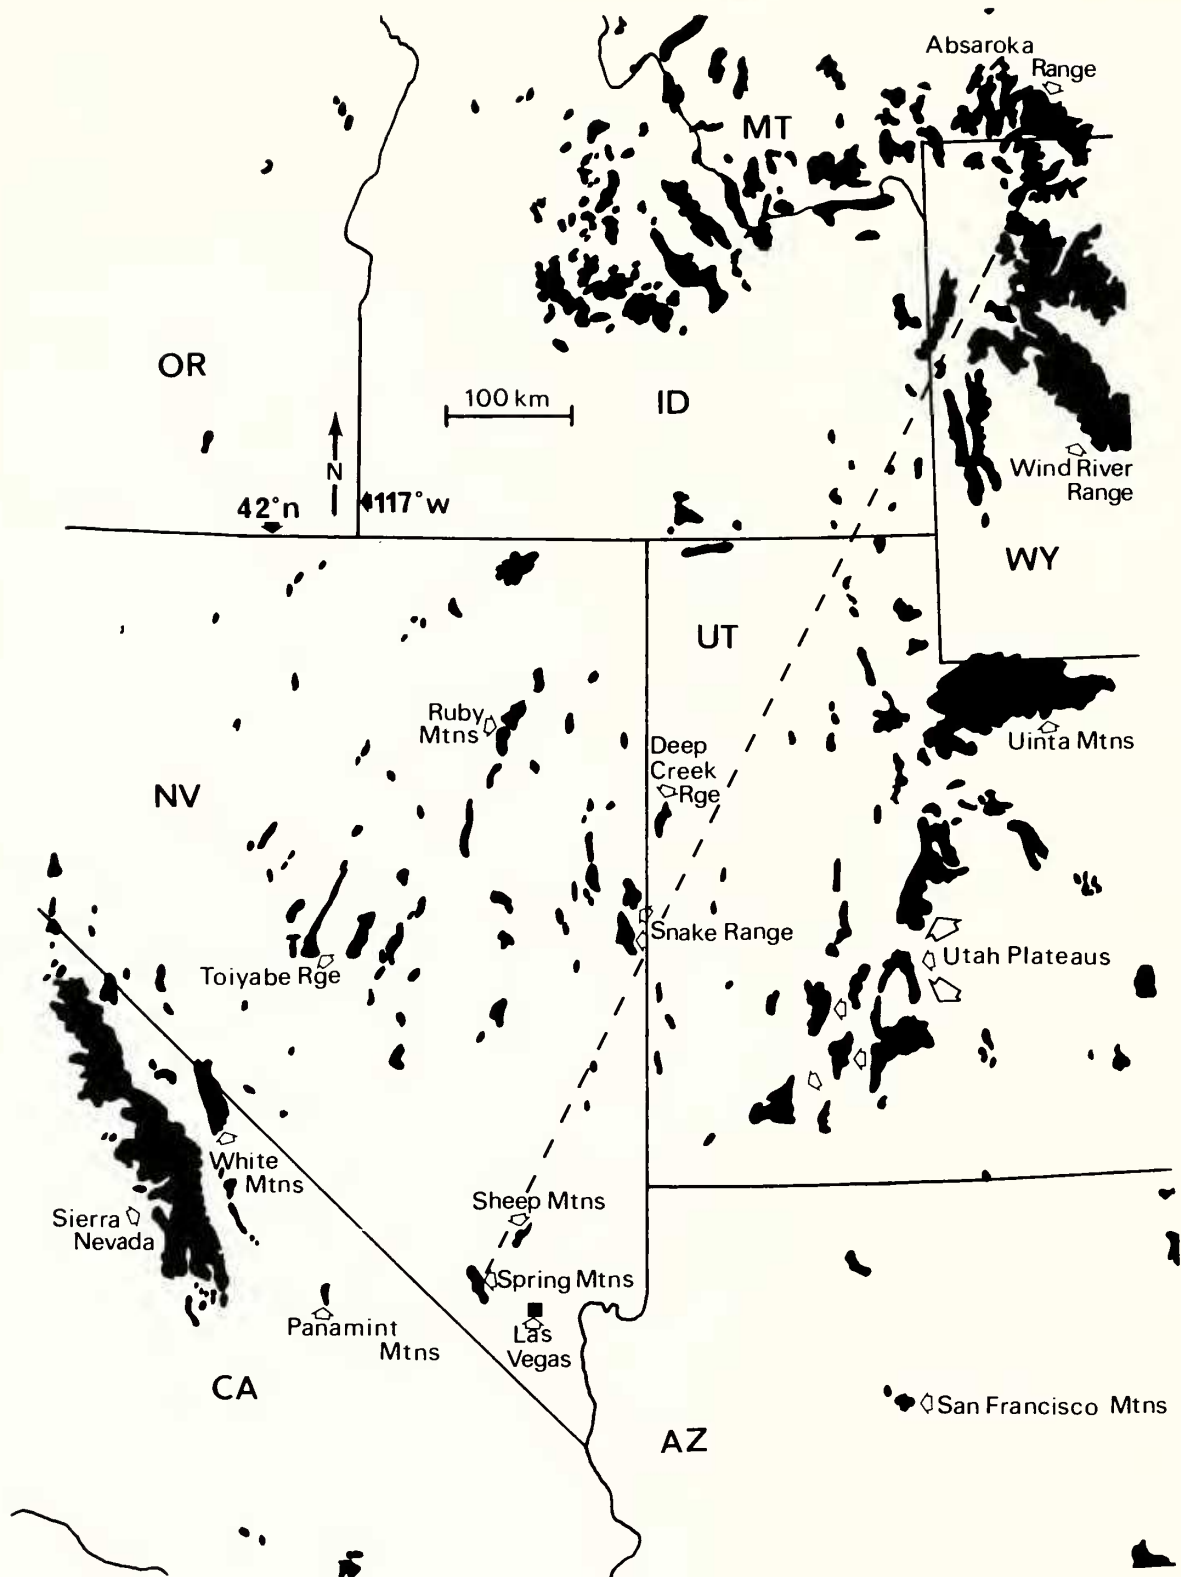 Absaroka
Range
MT
OR
100 km
ID
N
Wind River
Range
42°n
117°w
WY
UT
Ruby
Mtns
Uinta Mtns
Deep
Creek
Rge
NV
Snake Range
T
Toiyabe Rge
Utah Plateaus
White
Mtns
Sheep Mtns
Sierra
Nevada
Spring Mtns
Panamint
Mtns
Las
Vegas
CA
San Francisco Mtns
AZ